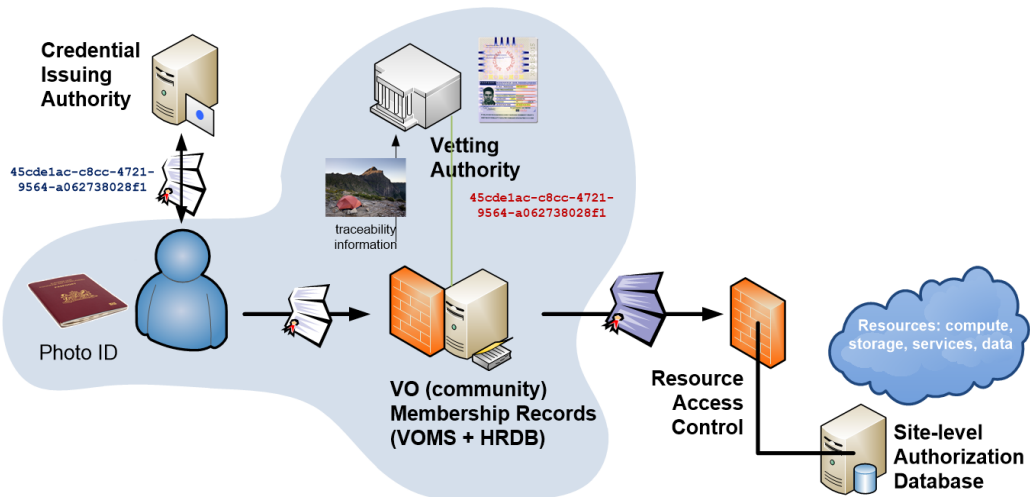 Credential
Issuing
Authority
45cde1ac-c8cc-4721-
9564-a062738028f1
Vetting
Authority
traceability
information
45cde1ac-c8cc-4721-
9564-a062738028f1
Photo ID
VO (community)
Membership Records
(VOMS + HRDB)
Resource
Access
Control
Resources: compute,
storage, services, data
Site-level
Authorization
Database